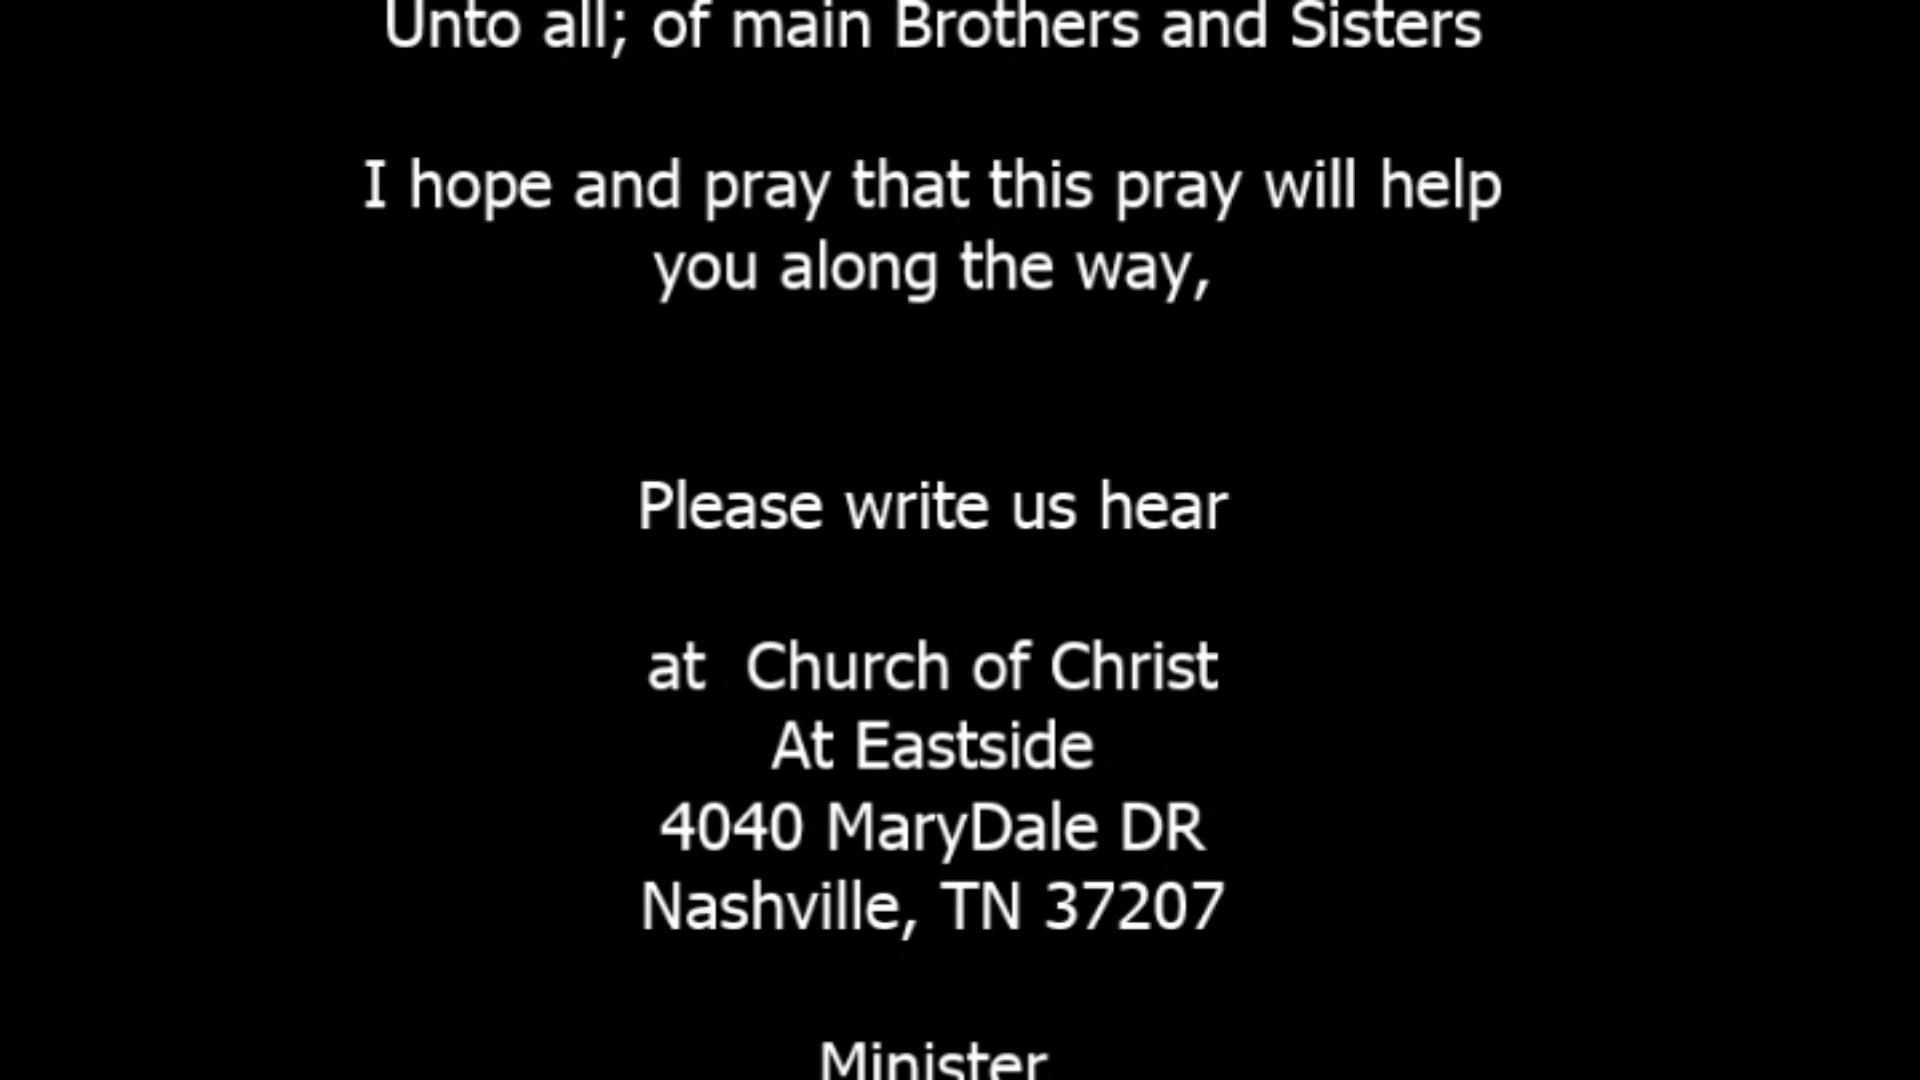 Unto all; of main Brothers and Sisters
I hope and pray that this pray will help
you along the way,
Please write us hear
at  Church of Christ
At Eastside
4040 MaryDale DR
Nashville, TN 37207
Minister